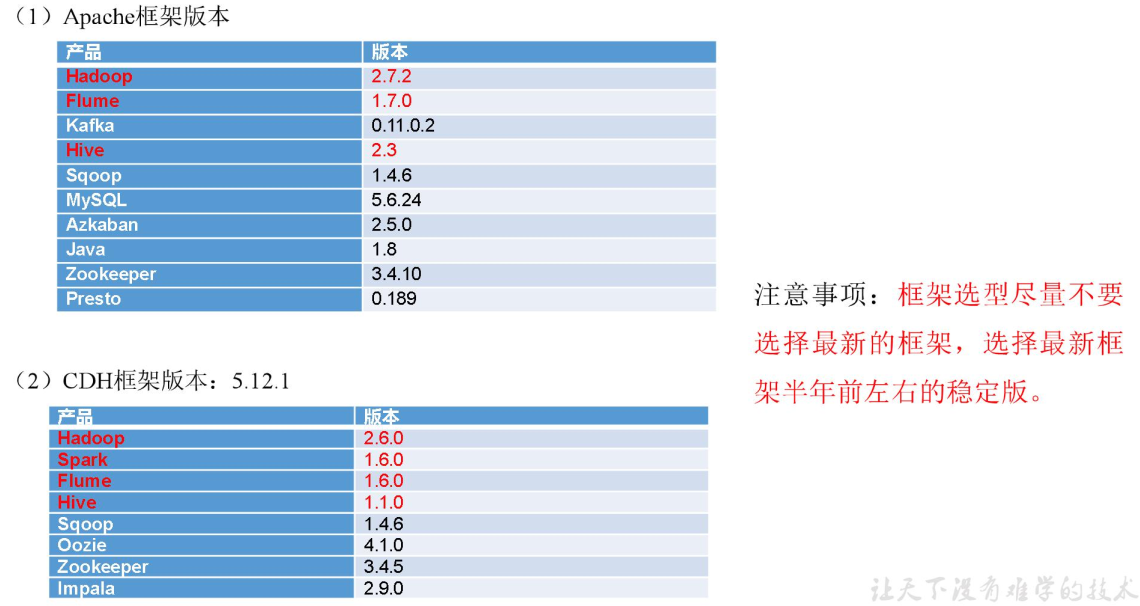 （1）Apache框架版本
产品 版本
Hadoop 2.7.2
Flume 1.7.0
Kafka 0.11.0.2
Hive 2.3
Sqoop 1.4.6
MySQL 5.6.24
Azkaban 2.5.0
Java 1.8
Zookeeper 3.4.10
Presto 0.189
注意事项：框架选型尽量不要
选择最新的框架，选择最新框
架半年前左右的稳定版。
（2）CDH框架版本：5.12.1
产品 版本
Hadoop 2.6.0
Spark 1.6.0
Flume 1.6.0
Hive 1.1.0
Sqoop 1.4.6
Oozie 4.1.0
Zookeeper 3.4.5
Impala 2.9.0
让天下没有难学的技术